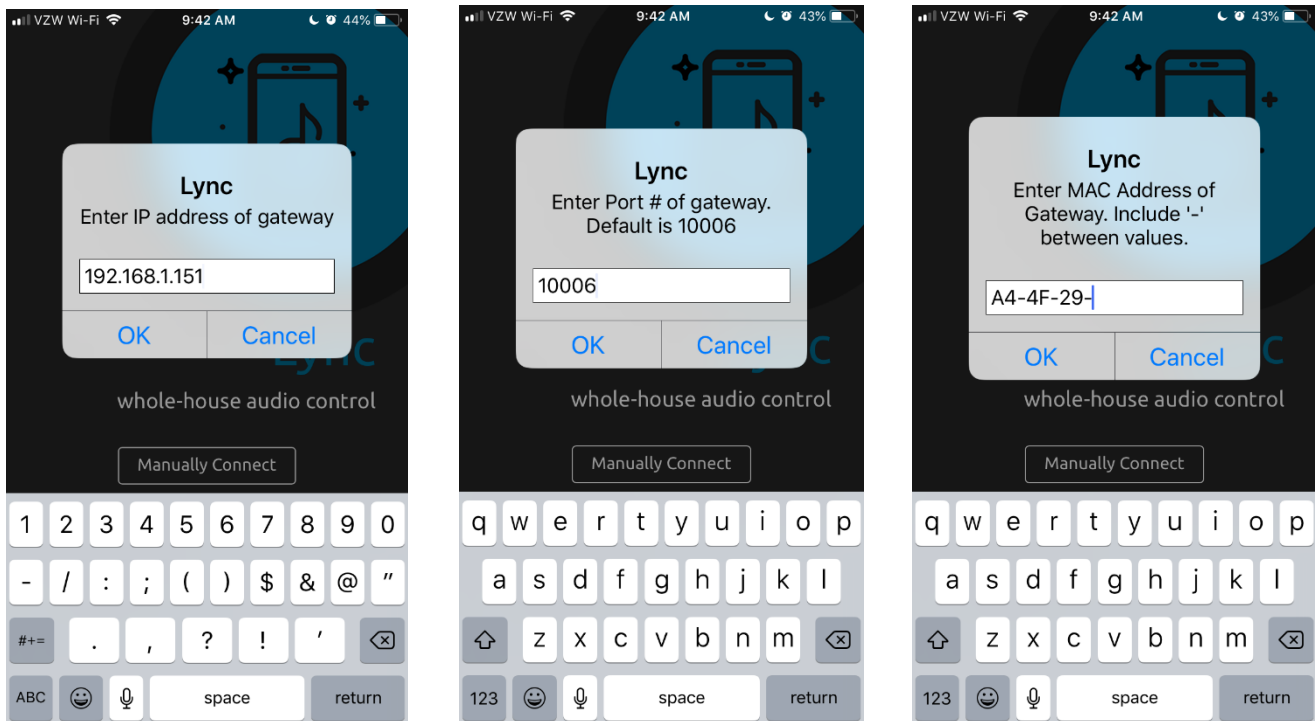 VZW Wi-Fi 9:42 AM 44%
Lync
Enter IP address of gateway
192.168.1.151
OK Cancel
Lync
whole-house audio control
Manually Connect
1 2 3 4 5 6 7 8 9 0
- / : ; ( ) $ & @ "
#+= . , ? ! '
ABC space return
VZW Wi-Fi 9:42 AM 43%
Lync
Enter Port # of gateway.
Default is 10006
10006
OK Cancel
whole-house audio control
Manually Connect
q w e r t y u i o p
a s d f g h j k l
z x c v b n m
123 space return
VZW Wi-Fi 9:42 AM 43%
Lync
Enter MAC Address of
Gateway. Include '-'
between values.
A4-4F-29-
OK Cancel
C
whole-house audio control
Manually Connect
q w e r t y u i o p
a s d f g h j k l
z x c v b n m
123 space return